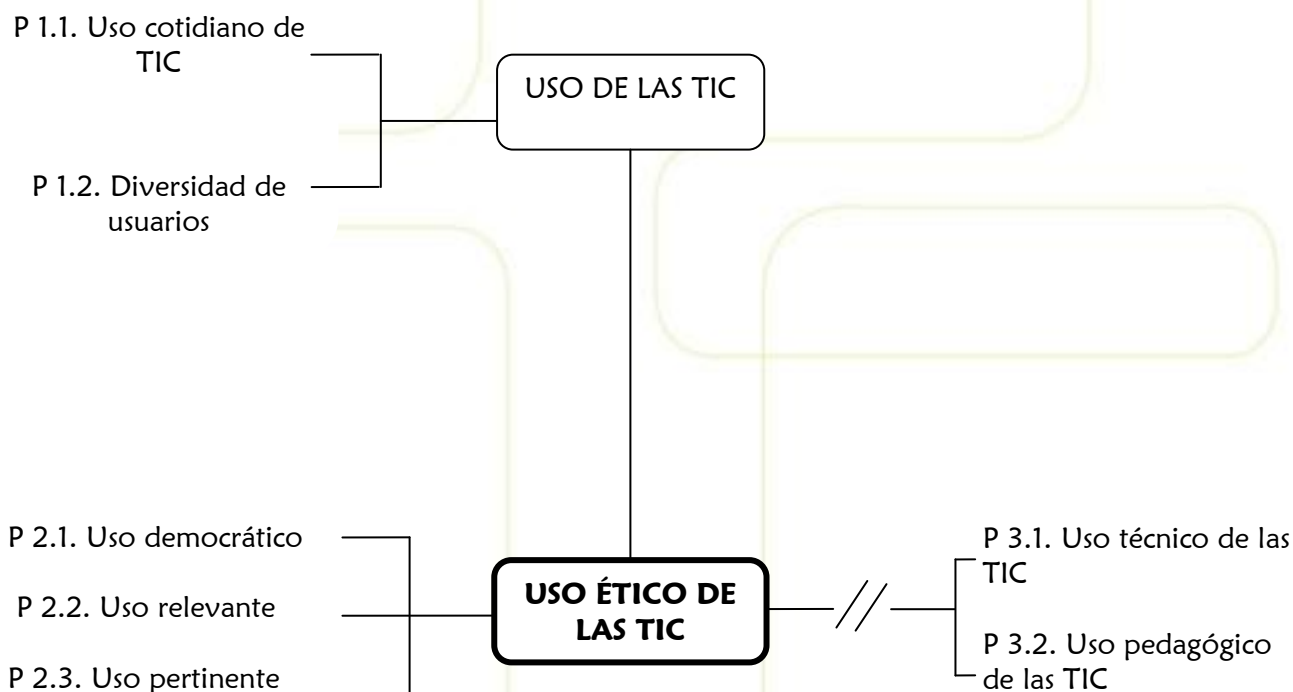 P 1.1. Uso cotidiano de
TIC
USO DE LAS TIC
P 1.2. Diversidad de
usuarios
P 2.1. Uso democrático
P 2.2. Uso relevante
P 2.3. Uso pertinente
USO ÉTICO DE
LAS TIC
P 3.1. Uso técnico de las
TIC
P 3.2. Uso pedagógico
de las TIC